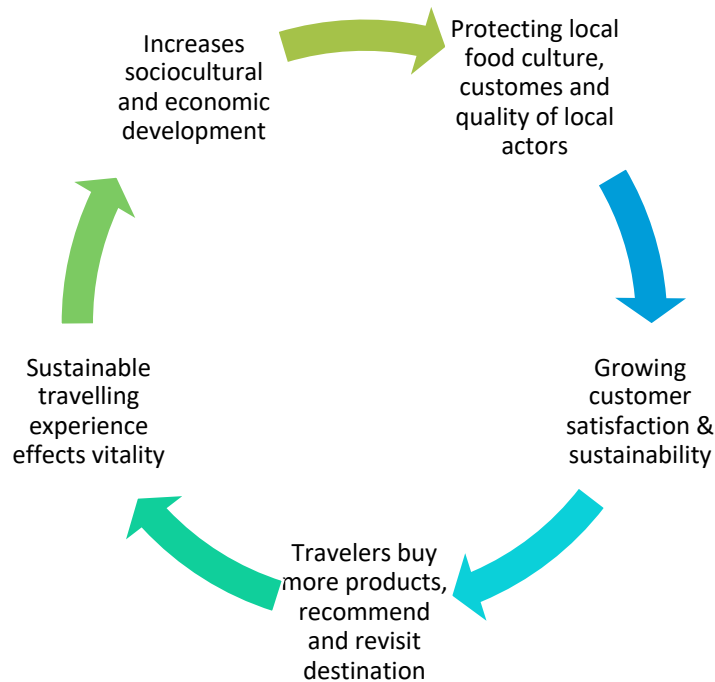 Increases
sociocultural
and economic
development
Protecting local
food culture,
customes and
quality of local
actors
Growing
customer
satisfaction &
sustainability
Travelers buy
more products,
recommend
and revisit
destination
Sustainable
travelling
experience
effects vitality